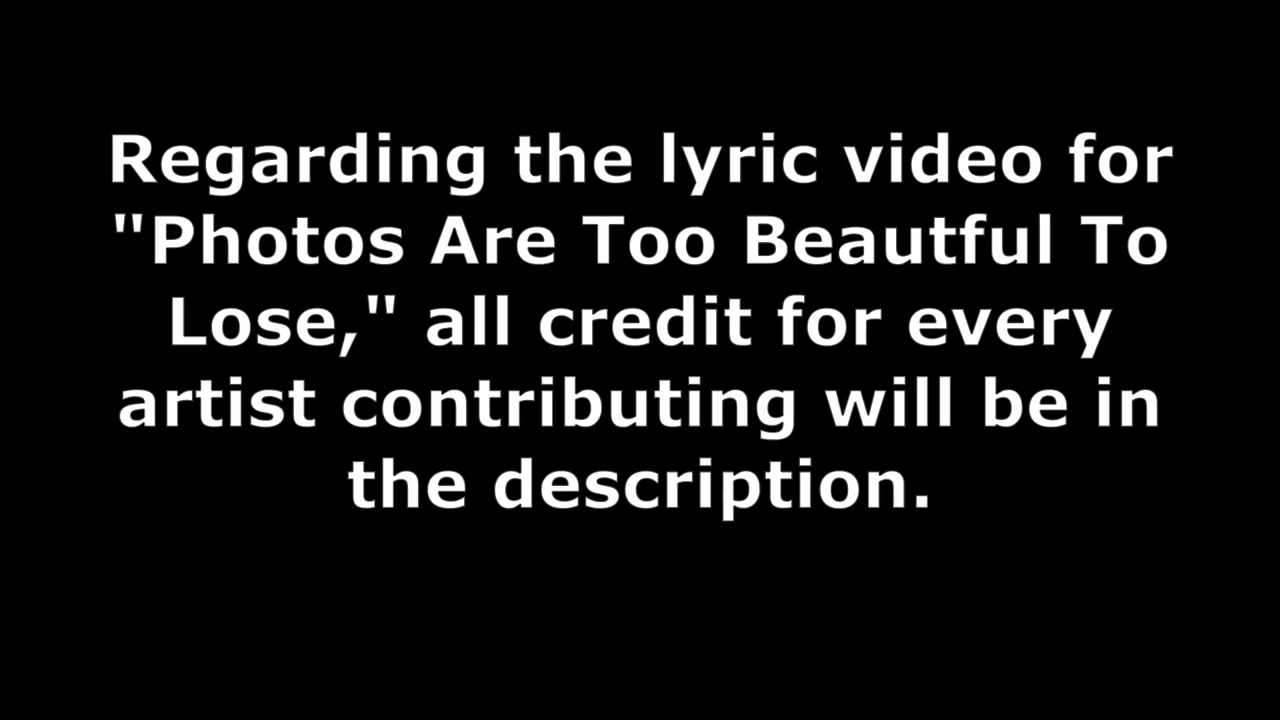 Regarding the lyric video for
"Photos Are Too Beautful To
Lose," all credit for every
artist contributing will be in
the description.